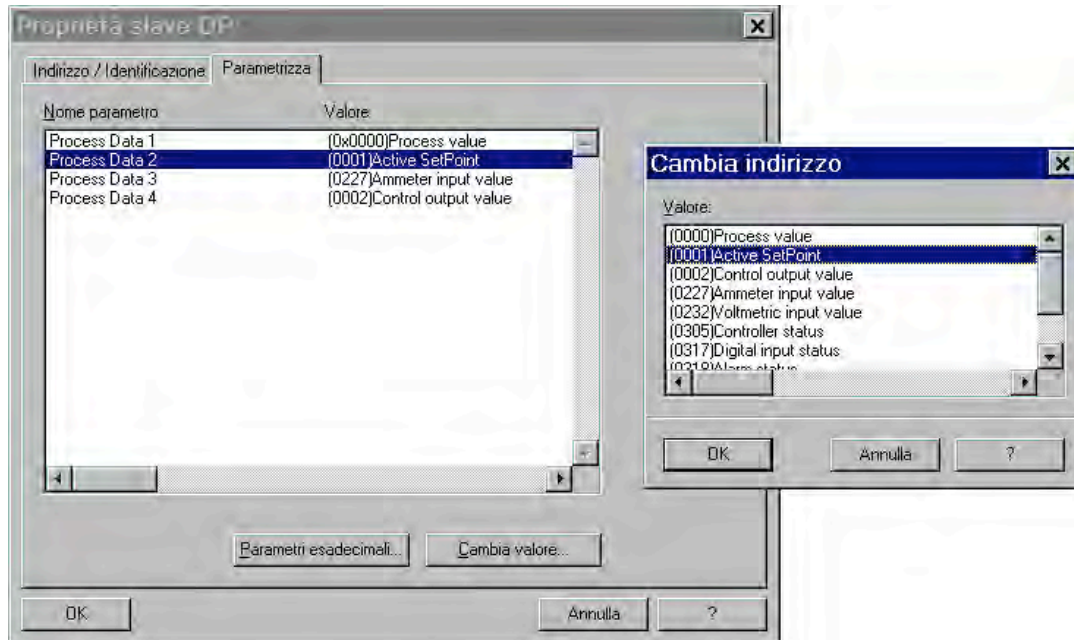 Proprietà slave DP
Indirizzo / Identificazione Parametrizza
Nome parametro Valore
Process Data 1 (0x0000)Process value
Process Data 2 (0001)Active SetPoint
Process Data 3 (0227)Ammeter input value
Process Data 4 (0002)Control output value
Parametri esadecimali... Cambia valore...
OK Annulla ?
Cambia indirizzo
Valore:
(0000)Process value
(0001)Active SetPoint
(0002)Control output value
(0227)Ammeter input value
(0232)Voltmetric input value
(0305)Controller status
(0317)Digital input status
(0318)Alarm status
OK Annulla ?